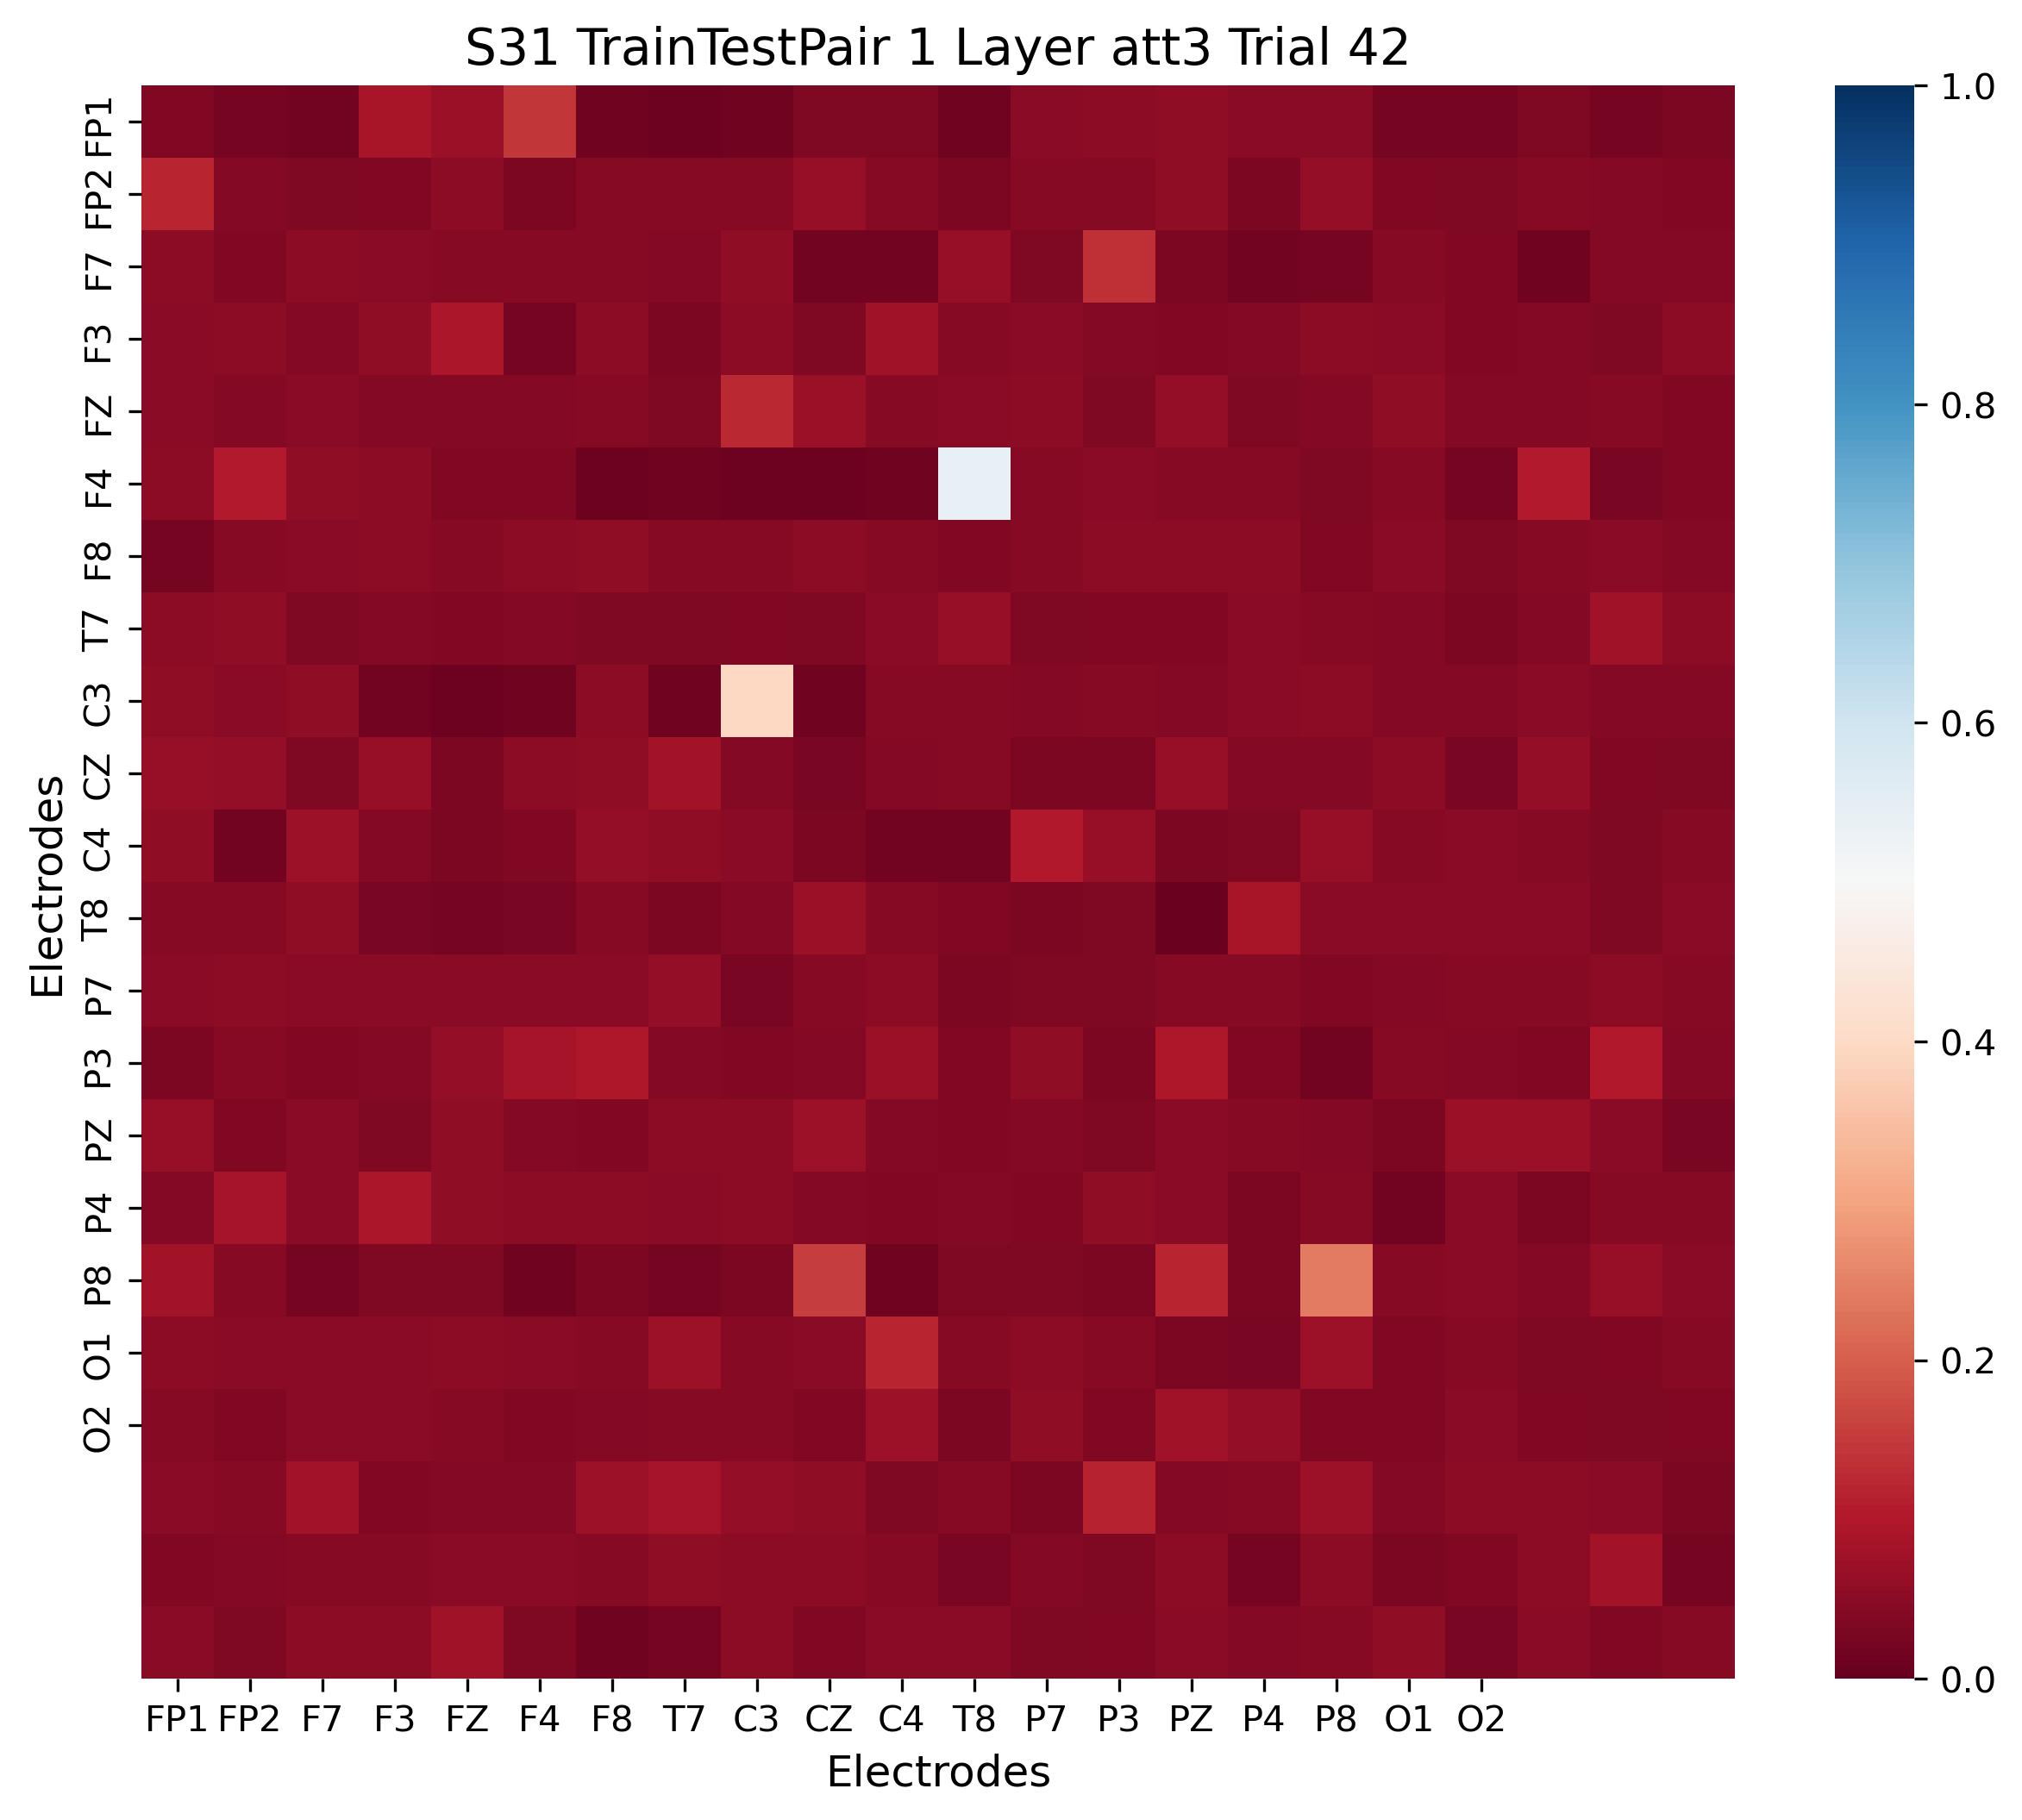 S31 TrainTestPair 1 Layer att3 Trial 42
Electrodes
FP1
FP2
F7
F3
FZ
F4
F8
T7
C3
CZ
C4
T8
P7
P3
PZ
P4
P8
O1
O2
1.0
0.8
0.6
0.4
0.2
0.0
FP1 FP2 F7 F3 FZ F4 F8 T7 C3 CZ C4 T8 P7 P3 PZ P4 P8 O1 O2
Electrodes